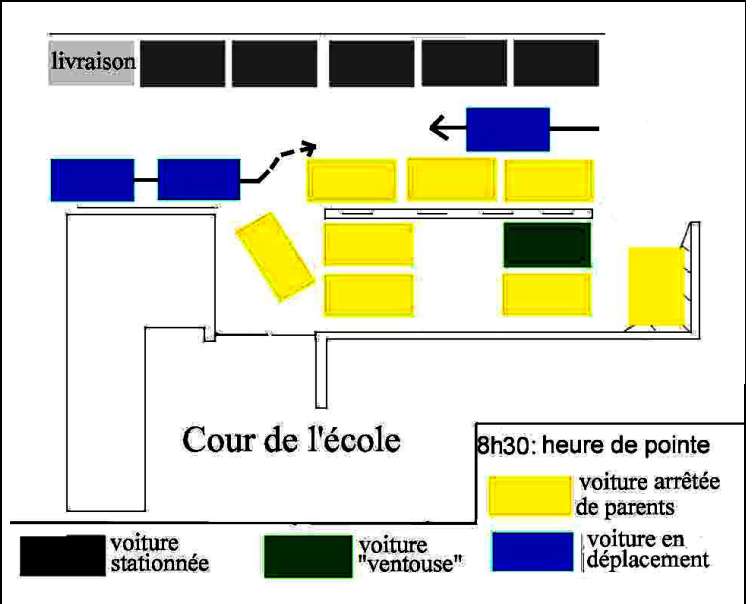 livraison
Cour de l'école
8h30: heure de pointe
voiture arrêtée
de parents
voiture
stationnée
voiture
"ventouse"
voiture en
déplacement